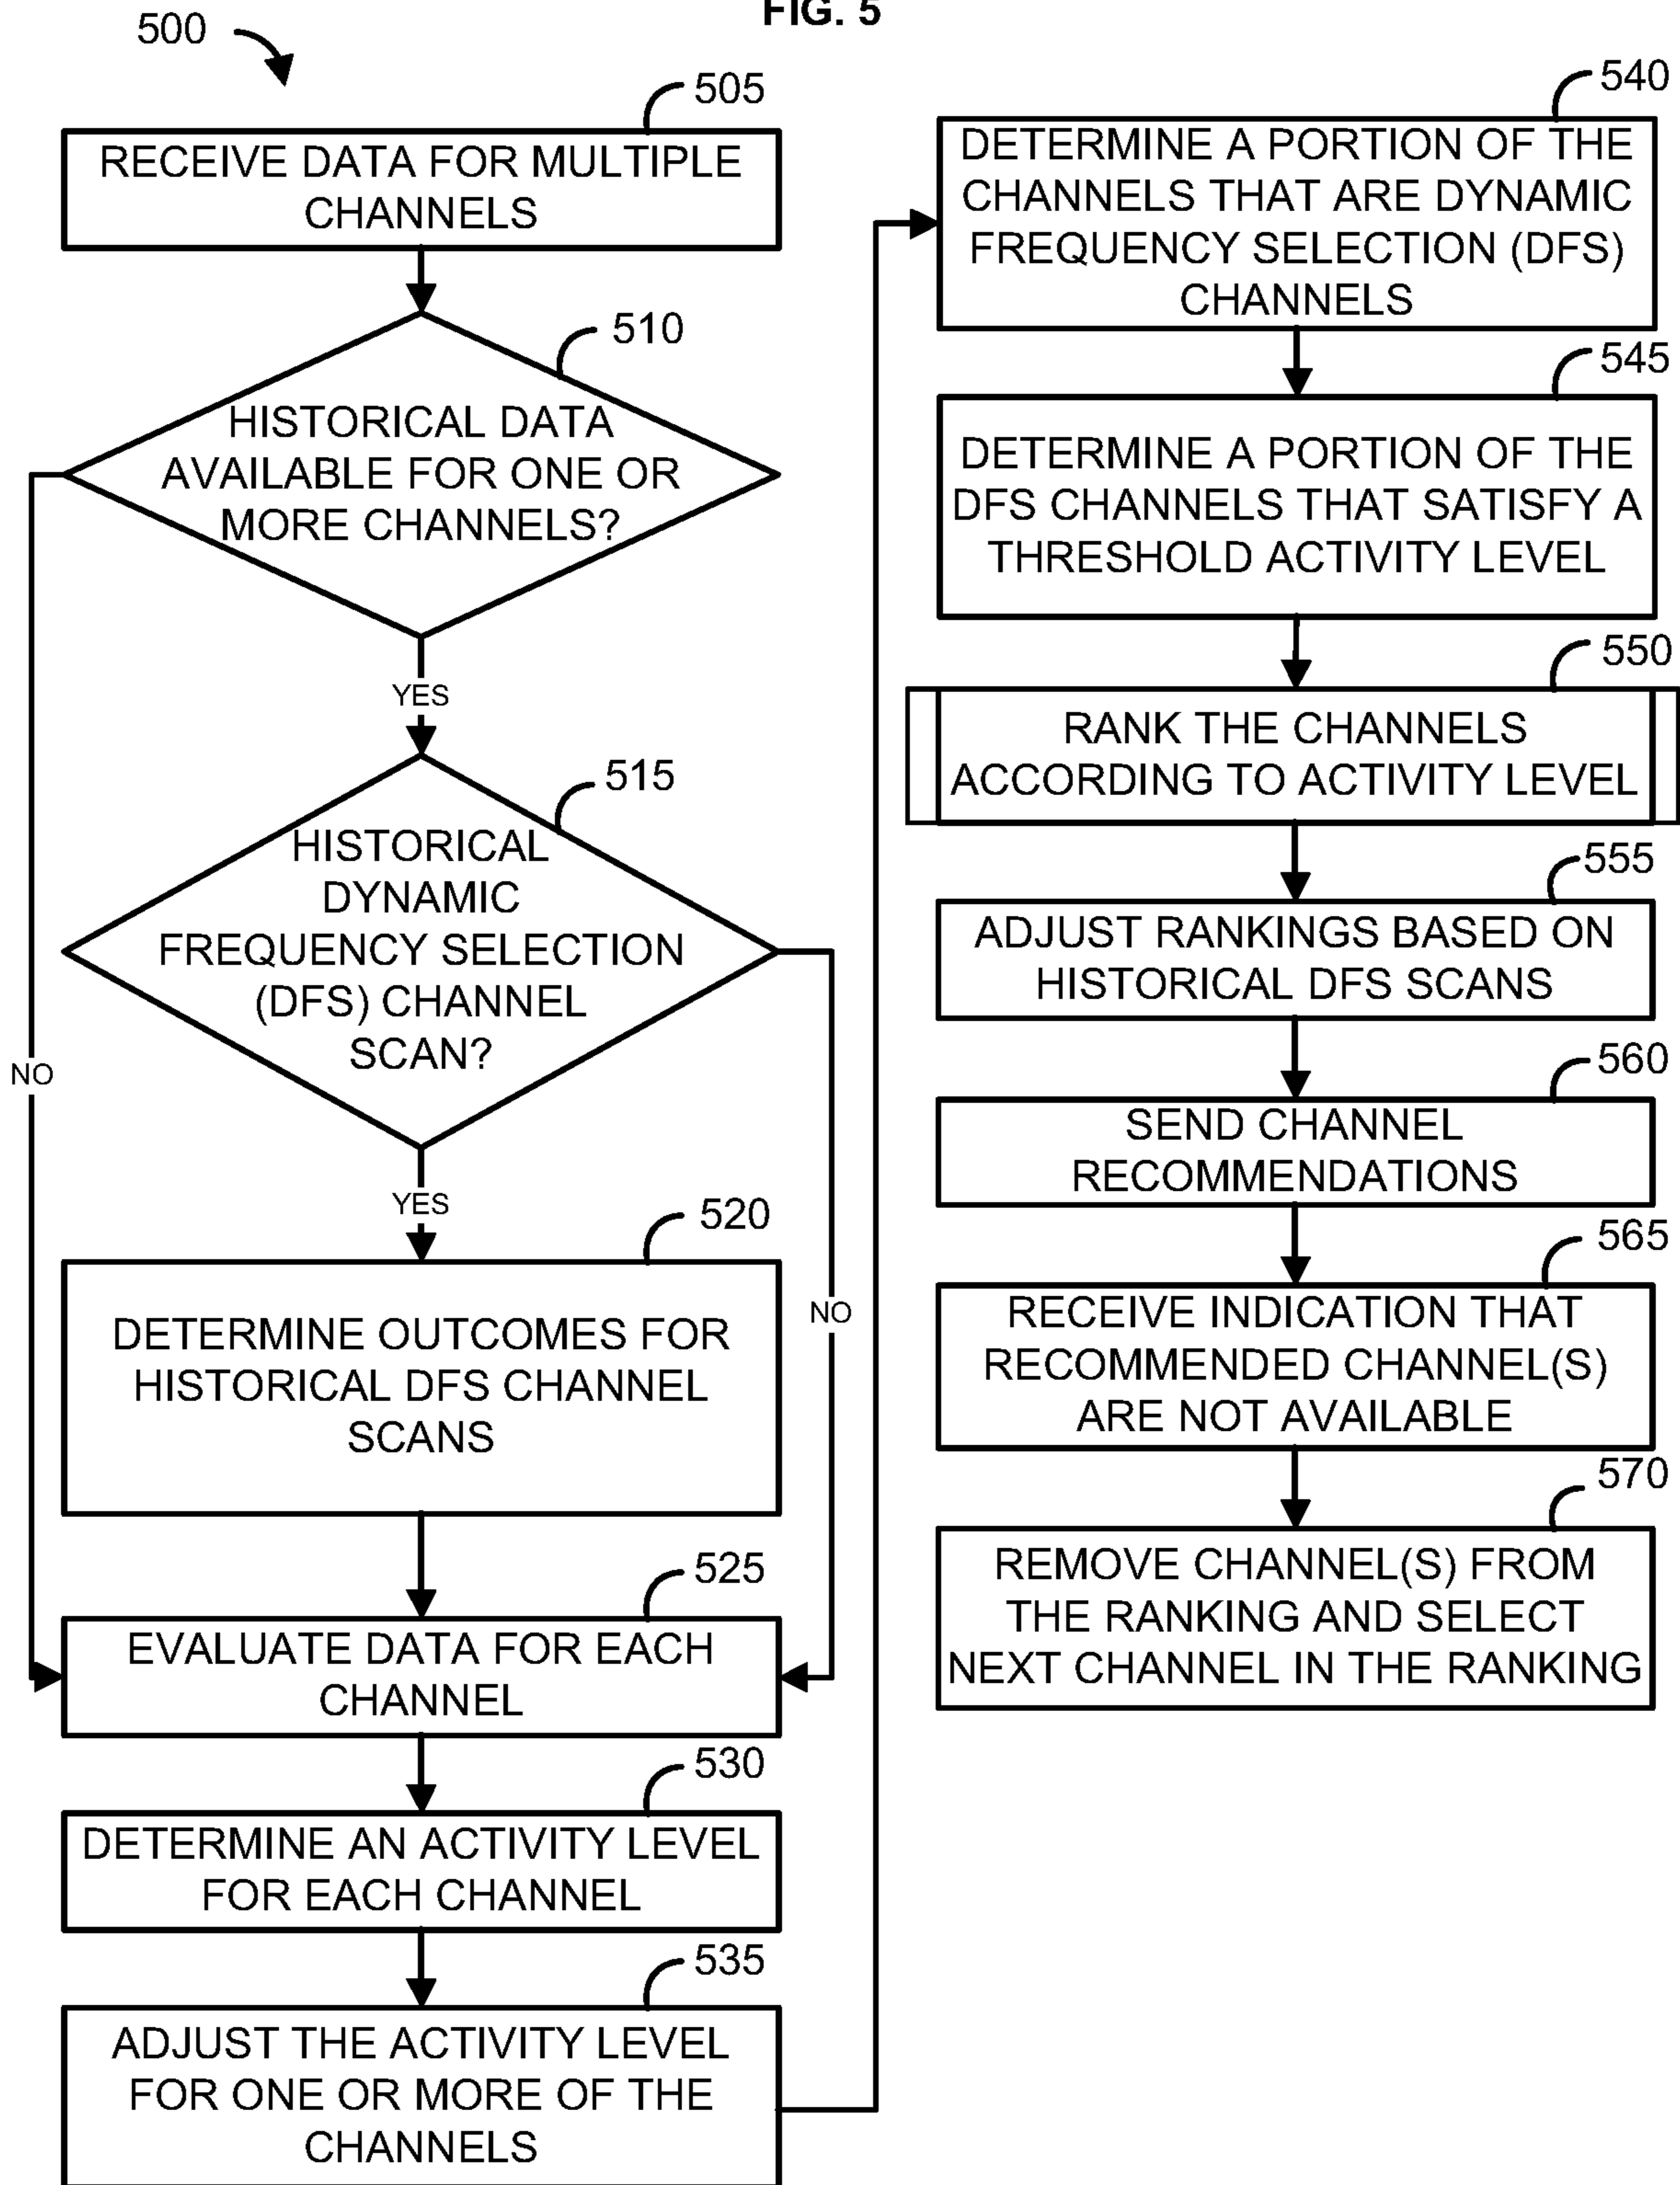 FIG. 5
500
505
RECEIVE DATA FOR MULTIPLE
CHANNELS
510
HISTORICAL DATA
AVAILABLE FOR ONE OR
MORE CHANNELS?
YES
NO
515
HISTORICAL
DYNAMIC
FREQUENCY SELECTION
(DFS) CHANNEL
SCAN?
YES
NO
520
DETERMINE OUTCOMES FOR
HISTORICAL DFS CHANNEL
SCANS
525
EVALUATE DATA FOR EACH
CHANNEL
530
DETERMINE AN ACTIVITY LEVEL
FOR EACH CHANNEL
535
ADJUST THE ACTIVITY LEVEL
FOR ONE OR MORE OF THE
CHANNELS
540
DETERMINE A PORTION OF THE
CHANNELS THAT ARE DYNAMIC
FREQUENCY SELECTION (DFS)
CHANNELS
545
DETERMINE A PORTION OF THE
DFS CHANNELS THAT SATISFY A
THRESHOLD ACTIVITY LEVEL
550
RANK THE CHANNELS
ACCORDING TO ACTIVITY LEVEL
555
ADJUST RANKINGS BASED ON
HISTORICAL DFS SCANS
560
SEND CHANNEL
RECOMMENDATIONS
565
RECEIVE INDICATION THAT
RECOMMENDED CHANNEL(S)
ARE NOT AVAILABLE
570
REMOVE CHANNEL(S) FROM
THE RANKING AND SELECT
NEXT CHANNEL IN THE RANKING